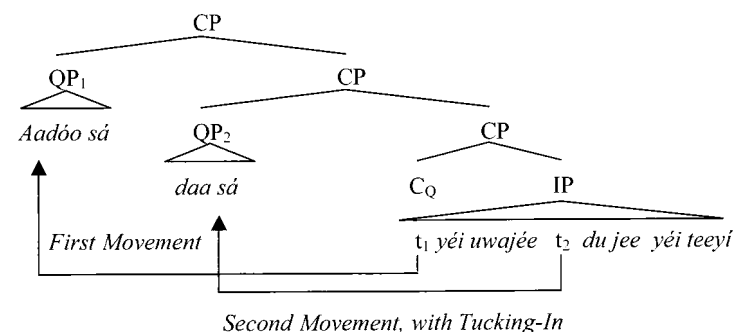 CP
QP₁ CP
Aadóo sá QP₂ CP
daa sá C_Q IP
First Movement t₁ yéi uwajée t₂ du jee yéi teeyí
Second Movement, with Tucking-In